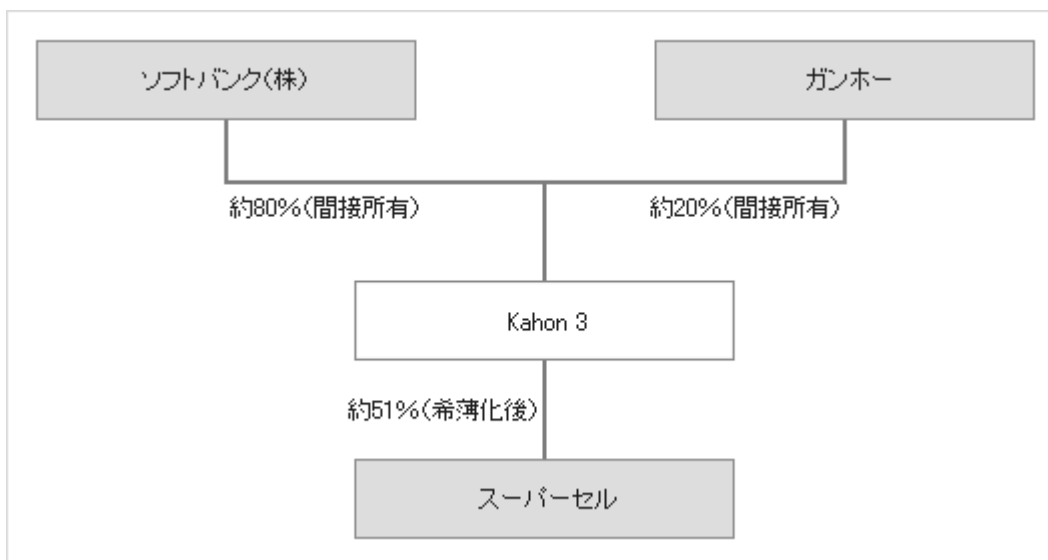 ソフトバンク(株)
ガンホー
約80%(間接所有)
約20%(間接所有)
Kahon 3
約51%(希薄化後)
スーパーセル